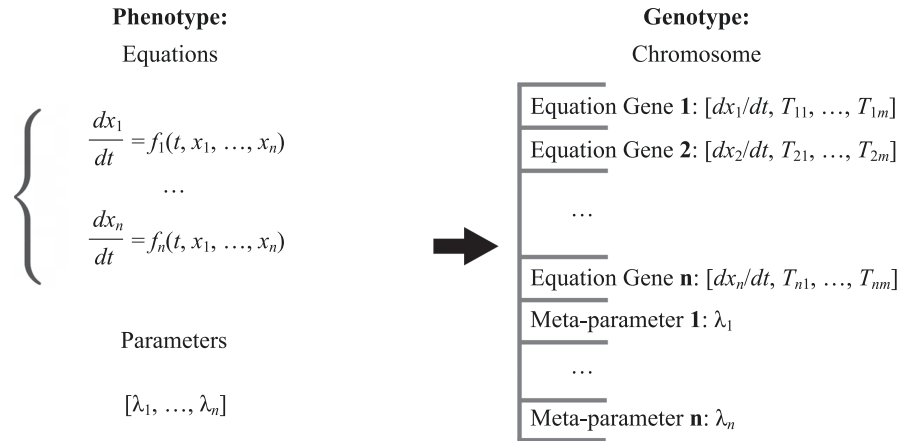 Phenotype:
Equations
dx₁/dt = f₁(t, x₁, …, xₙ)
…
dxₙ/dt = fₙ(t, x₁, …, xₙ)
Parameters
[λ₁, …, λₙ]
Genotype:
Chromosome
Equation Gene 1: [dx₁/dt, T₁₁, …, T₁ₘ]
Equation Gene 2: [dx₂/dt, T₂₁, …, T₂ₘ]
…
Equation Gene n: [dxₙ/dt, Tₙ₁, …, Tₙₘ]
Meta-parameter 1: λ₁
…
Meta-parameter n: λₙ